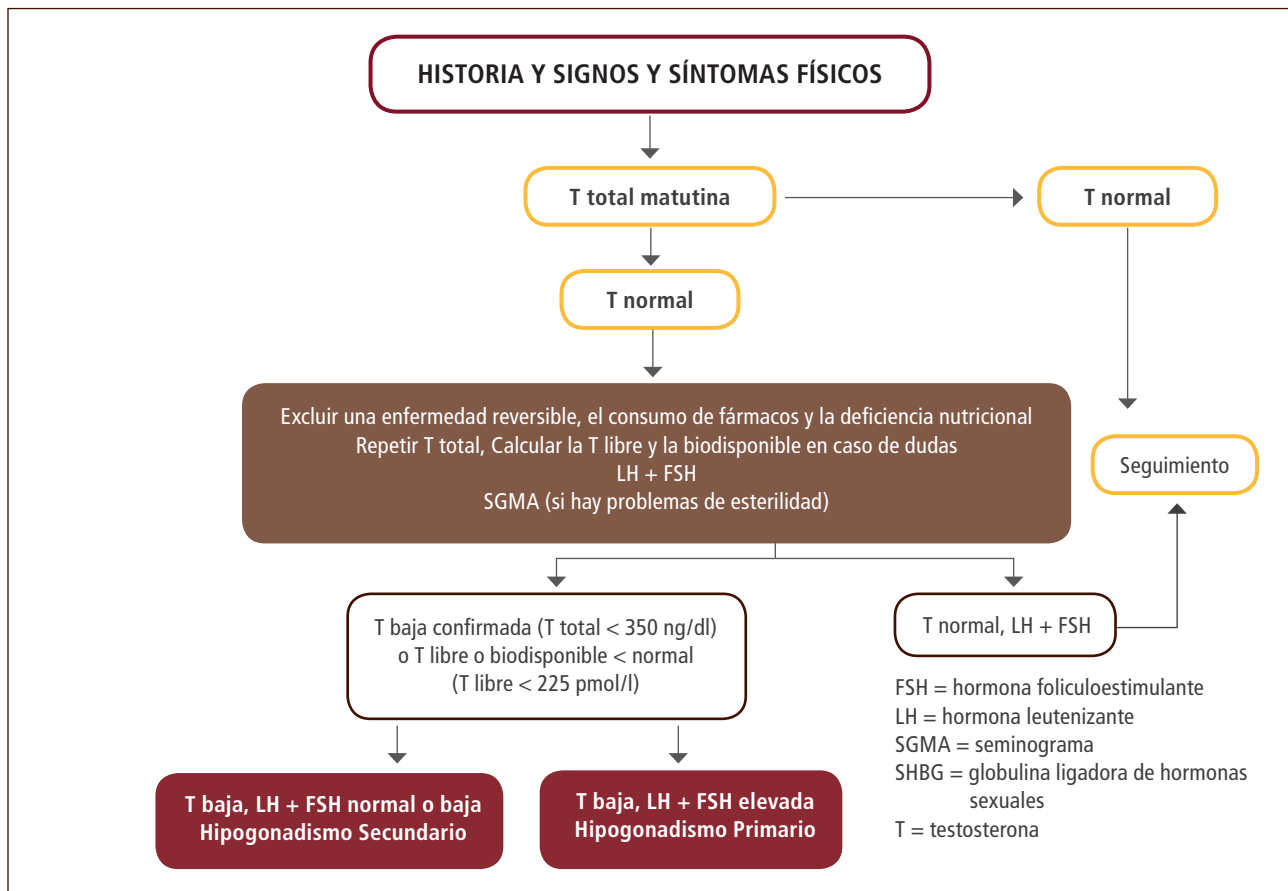 HISTORIA Y SIGNOS Y SÍNTOMAS FÍSICOS
T total matutina
T normal
T normal
Excluir una enfermedad reversible, el consumo de fármacos y la deficiencia nutricional
Repetir T total, Calcular la T libre y la biodisponible en caso de dudas
LH + FSH
SGMA (si hay problemas de esterilidad)
Seguimiento
T baja confirmada (T total < 350 ng/dl)
o T libre o biodisponible < normal
(T libre < 225 pmol/l)
T normal, LH + FSH
T baja, LH + FSH normal o baja
Hipogonadismo Secundario
T baja, LH + FSH elevada
Hipogonadismo Primario
FSH = hormona foliculoestimulante
LH = hormona leutenizante
SGMA = seminograma
SHBG = globulina ligadora de hormonas
sexuales
T = testosterona